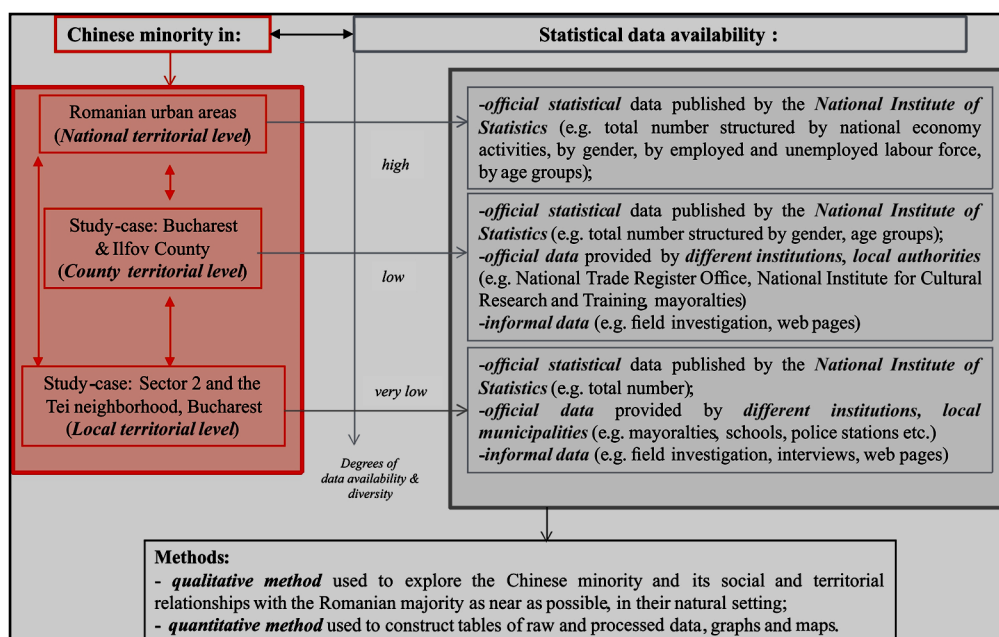 Chinese minority in:
Statistical data availability :
Romanian urban areas
(National territorial level)
high
-official statistical data published by the National Institute of
Statistics (e.g. total number structured by national economy
activities, by gender, by employed and unemployed labour force,
by age groups);
Study-case: Bucharest
& Ilfov County
(County territorial level)
low
-official statistical data published by the National Institute of
Statistics (e.g. total number structured by gender, age groups);
-official data provided by different institutions, local authorities
(e.g. National Trade Register Office, National Institute for Cultural
Research and Training, mayoralties)
-informal data (e.g. field investigation, web pages)
Study-case: Sector 2 and the
Tei neighborhood, Bucharest
(Local territorial level)
very low
-official statistical data published by the National Institute of
Statistics (e.g. total number);
-official data provided by different institutions, local
municipalities (e.g. mayoralties, schools, police stations etc.)
-informal data (e.g. field investigation, interviews, web pages)
Degrees of
data availability &
diversity
Methods:
- qualitative method used to explore the Chinese minority and its social and territorial
relationships with the Romanian majority as near as possible, in their natural setting;
- quantitative method used to construct tables of raw and processed data, graphs and maps.